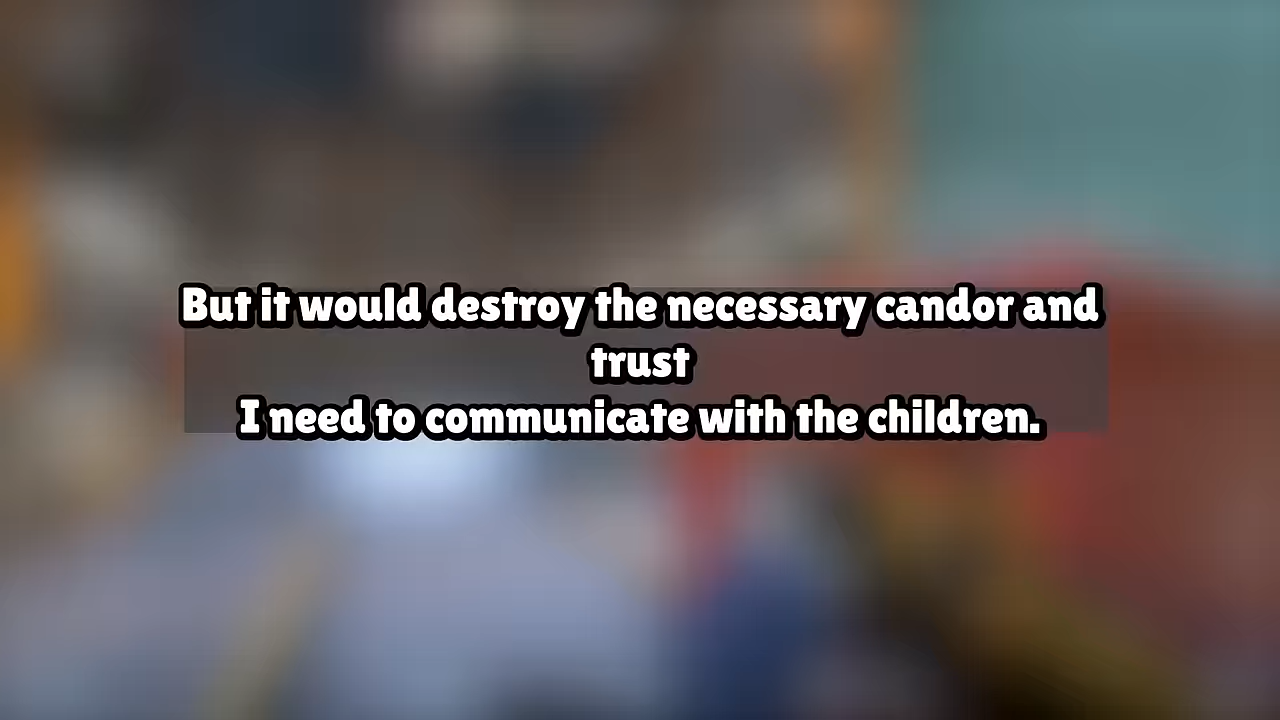 But it would destroy the necessary candor and
trust
I need to communicate with the children.